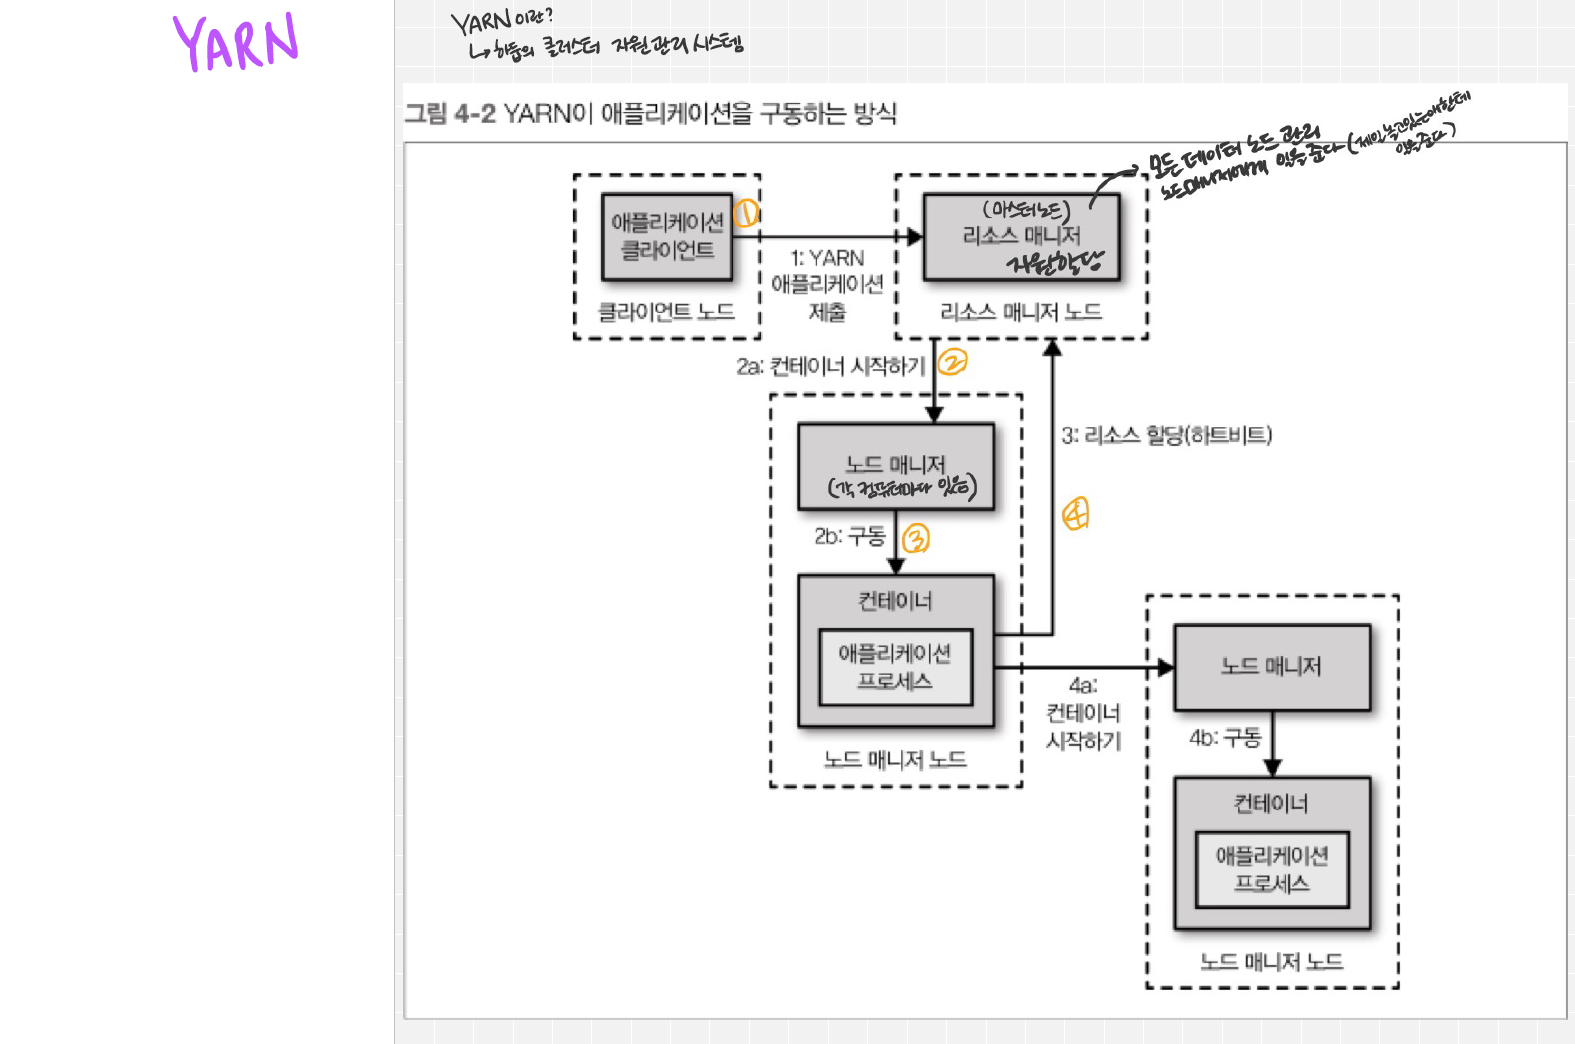 YARN
YARN이란?
↳ 하둡의 클러스터 자원 관리 시스템
그림 4-2 YARN이 애플리케이션을 구동하는 방식
→ 모든 데이터 노드 관리
노드매니저에게 일을 준다 (제일 놀고있는애한테
일을준다)
애플리케이션
클라이언트
클라이언트 노드
①
1: YARN
애플리케이션
제출
(마스터노드)
리소스 매니저
자원할당
리소스 매니저 노드
2a: 컨테이너 시작하기
②
노드 매니저
(각 컴퓨터마다 있음)
2b: 구동
③
컨테이너
애플리케이션
프로세스
노드 매니저 노드
3: 리소스 할당(하트비트)
④
4a:
컨테이너
시작하기
노드 매니저
4b: 구동
컨테이너
애플리케이션
프로세스
노드 매니저 노드